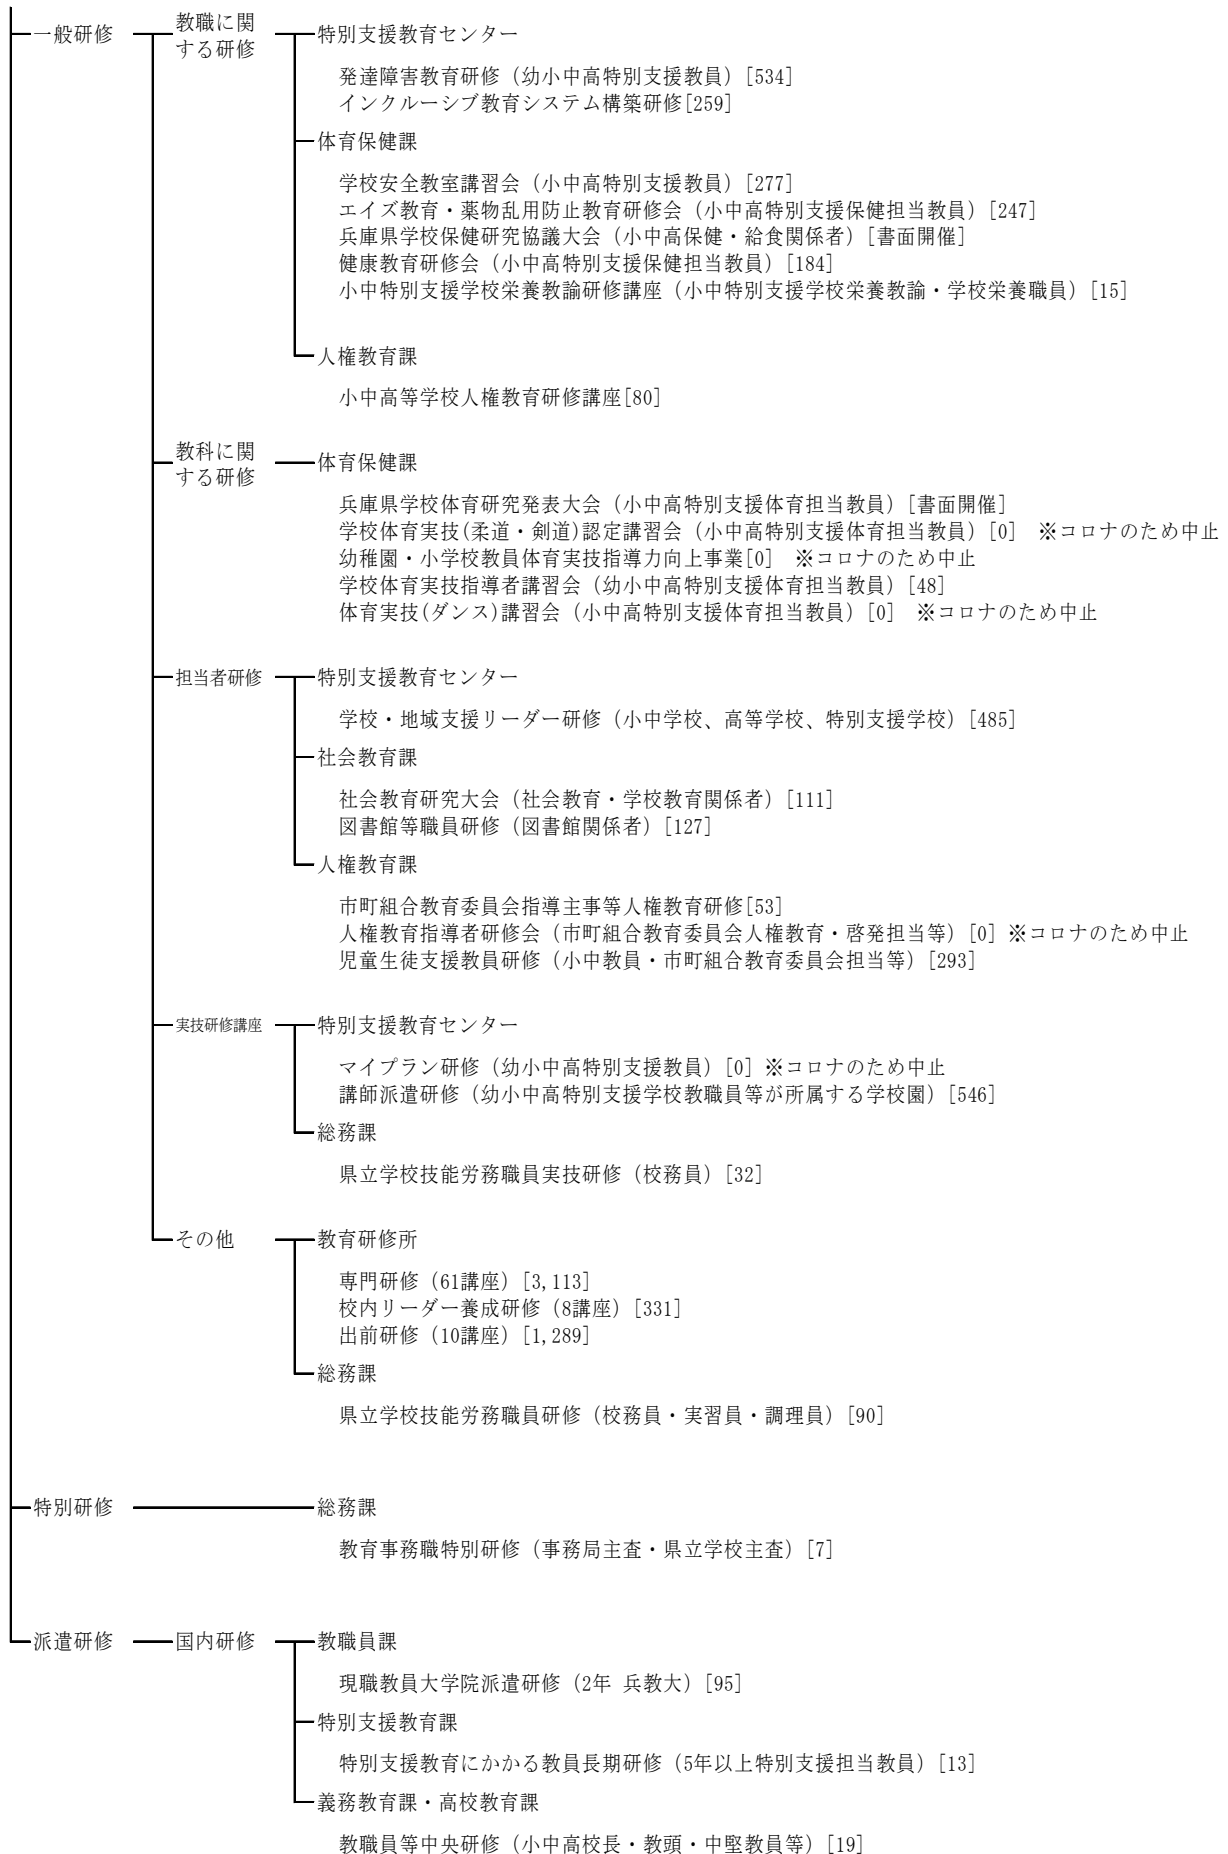 一般研修
教職に関
する研修
特別支援教育センター
発達障害教育研修（幼小中高特別支援教員）[534]
インクルーシブ教育システム構築研修[259]
体育保健課
学校安全教室講習会（小中高特別支援教員）[277]
エイズ教育・薬物乱用防止教育研修会（小中高特別支援保健担当教員）[247]
兵庫県学校保健研究協議大会（小中高保健・給食関係者）[書面開催]
健康教育研修会（小中高特別支援保健担当教員）[184]
小中特別支援学校栄養教諭研修講座（小中特別支援学校栄養教諭・学校栄養職員）[15]
人権教育課
小中高等学校人権教育研修講座[80]
教科に関
する研修
体育保健課
兵庫県学校体育研究発表大会（小中高特別支援体育担当教員）[書面開催]
学校体育実技(柔道・剣道)認定講習会（小中高特別支援体育担当教員）[0] ※コロナのため中止
幼稚園・小学校教員体育実技指導力向上事業[0] ※コロナのため中止
学校体育実技指導者講習会（幼小中高特別支援体育担当教員）[48]
体育実技(ダンス)講習会（小中高特別支援体育担当教員）[0] ※コロナのため中止
担当者研修
特別支援教育センター
学校・地域支援リーダー研修（小中学校、高等学校、特別支援学校）[485]
社会教育課
社会教育研究大会（社会教育・学校教育関係者）[111]
図書館等職員研修（図書館関係者）[127]
人権教育課
市町組合教育委員会指導主事等人権教育研修[53]
人権教育指導者研修会（市町組合教育委員会人権教育・啓発担当等）[0] ※コロナのため中止
児童生徒支援教員研修（小中教員・市町組合教育委員会担当等）[293]
実技研修講座
特別支援教育センター
マイプラン研修（幼小中高特別支援教員）[0] ※コロナのため中止
講師派遣研修（幼小中高特別支援学校教職員等が所属する学校園）[546]
総務課
県立学校技能労務職員実技研修（校務員）[32]
その他
教育研修所
専門研修（61講座）[3,113]
校内リーダー養成研修（8講座）[331]
出前研修（10講座）[1,289]
総務課
県立学校技能労務職員研修（校務員・実習員・調理員）[90]
特別研修
総務課
教育事務職特別研修（事務局主査・県立学校主査）[7]
派遣研修
国内研修
教職員課
現職教員大学院派遣研修（2年 兵教大）[95]
特別支援教育課
特別支援教育にかかる教員長期研修（5年以上特別支援担当教員）[13]
義務教育課・高校教育課
教職員等中央研修（小中高校長・教頭・中堅教員等）[19]